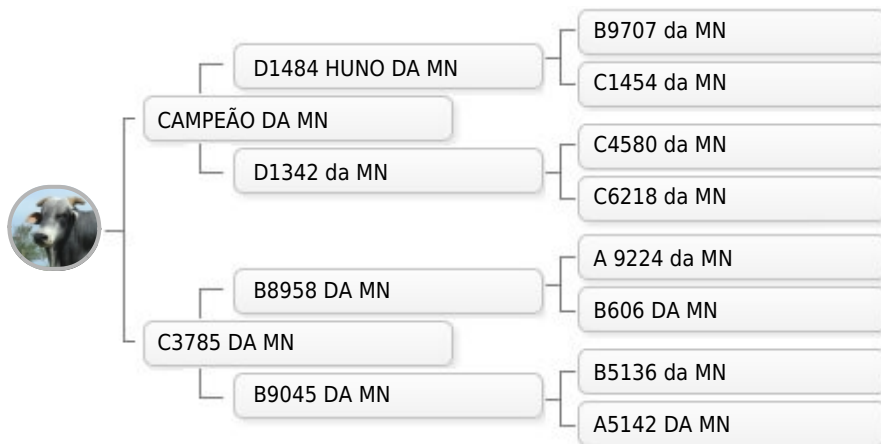 B9707 da MN
D1484 HUNO DA MN
C1454 da MN
CAMPEÃO DA MN
C4580 da MN
D1342 da MN
C6218 da MN
A 9224 da MN
B8958 DA MN
B606 DA MN
C3785 DA MN
B5136 da MN
B9045 DA MN
A5142 DA MN